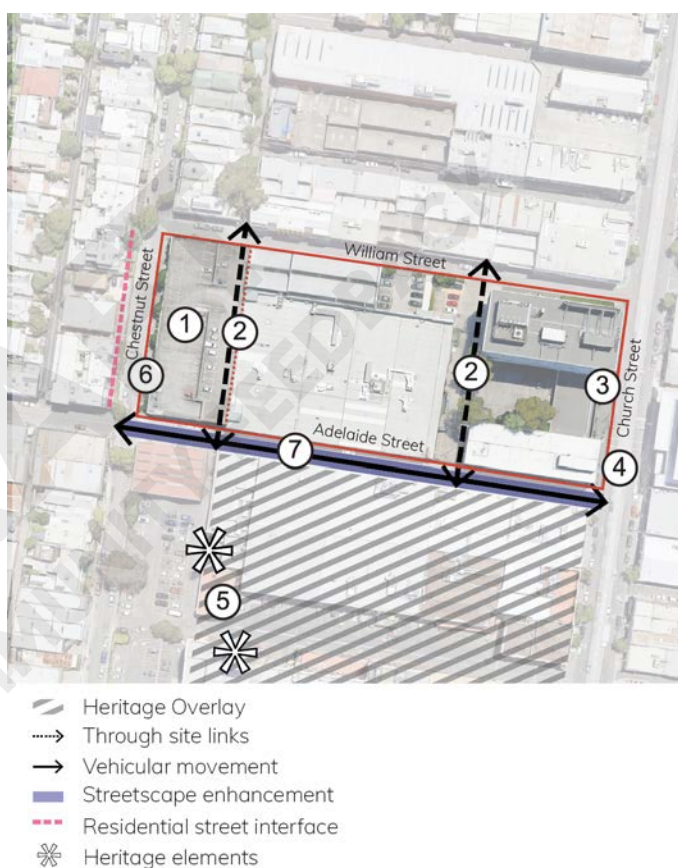 William Street
Chestnut Street
1
2
2
3
Church Street
6
Adelaide Street
7
4
5
Heritage Overlay
Through site links
Vehicular movement
Streetscape enhancement
Residential street interface
Heritage elements